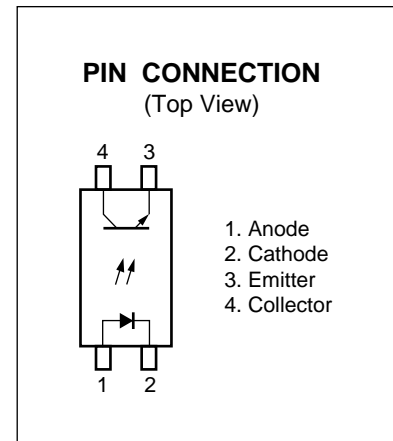 PIN CONNECTION
(Top View)
4 3
1. Anode
2. Cathode
3. Emitter
4. Collector
1 2